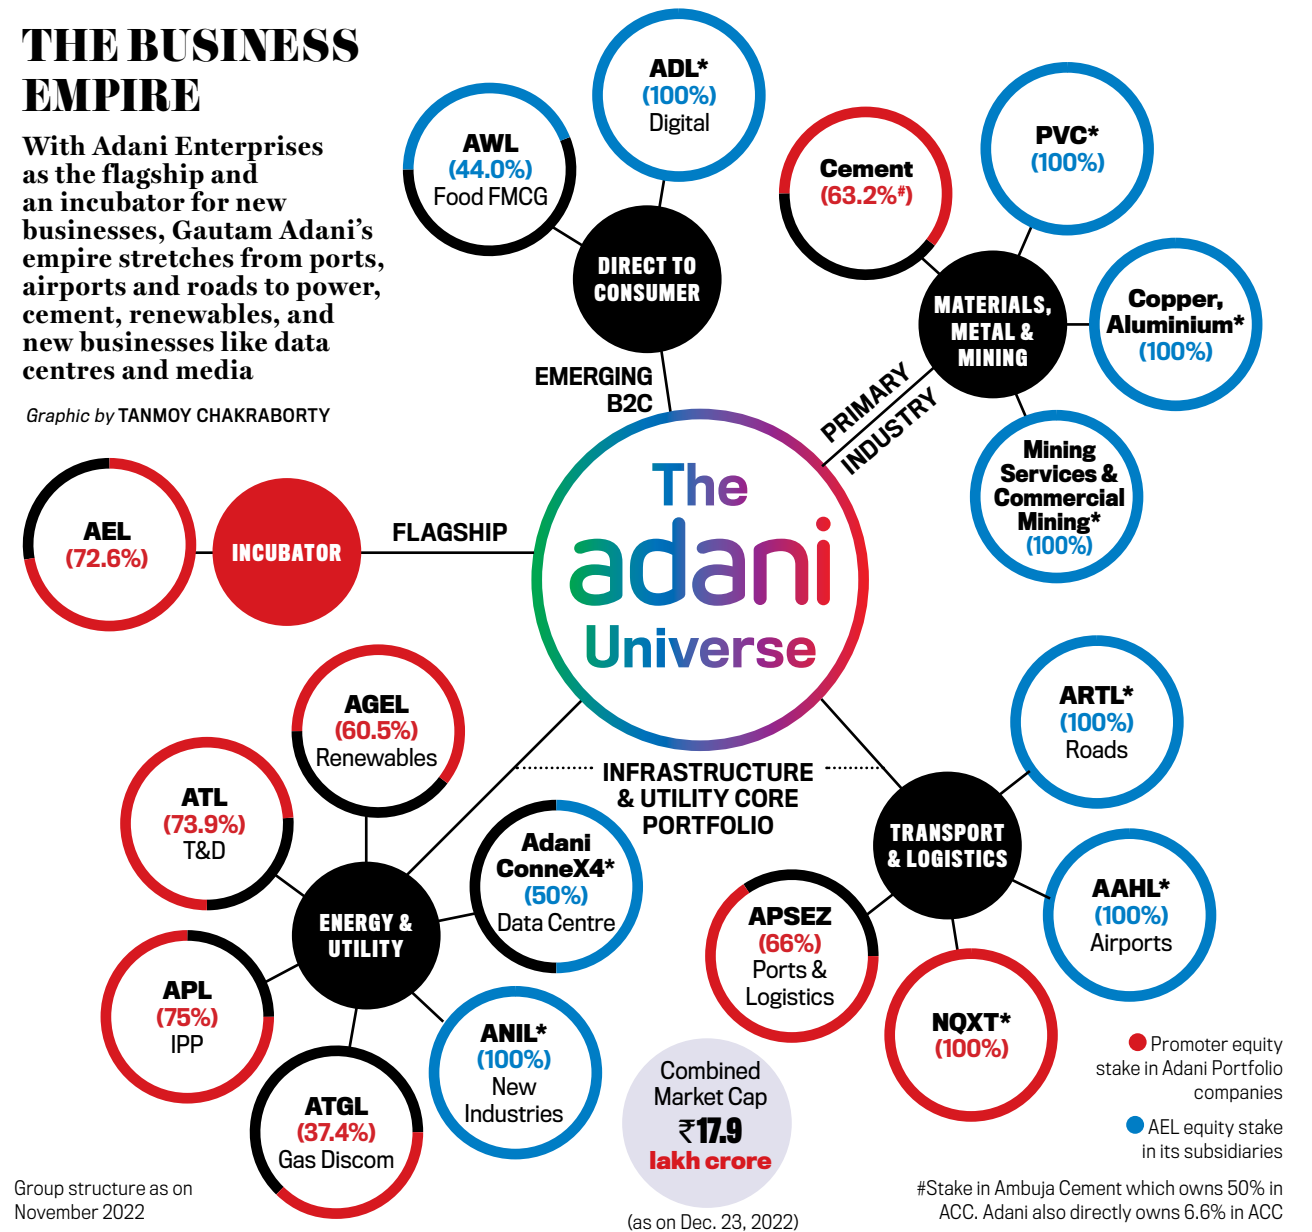 THE BUSINESS
EMPIRE
With Adani Enterprises
as the flagship and
an incubator for new
businesses, Gautam Adani’s
empire stretches from ports,
airports and roads to power,
cement, renewables, and
new businesses like data
centres and media
Graphic by TANMOY CHAKRABORTY
AWL
(44.0%)
Food FMCG
ADL*
(100%)
Digital
DIRECT TO
CONSUMER
EMERGING
B2C
Cement
(63.2%#)
PVC*
(100%)
MATERIALS,
METAL &
MINING
Copper,
Aluminium*
(100%)
Mining
Services &
Commercial
Mining*
(100%)
PRIMARY
INDUSTRY
AEL
(72.6%)
INCUBATOR
FLAGSHIP
The
adani
Universe
AGEL
(60.5%)
Renewables
ATL
(73.9%)
T&D
APL
(75%)
IPP
ATGL
(37.4%)
Gas Discom
ENERGY &
UTILITY
Adani
ConneX4*
(50%)
Data Centre
ANIL*
(100%)
New
Industries
INFRASTRUCTURE
& UTILITY CORE
PORTFOLIO
TRANSPORT
& LOGISTICS
ARTL*
(100%)
Roads
AAHL*
(100%)
Airports
APSEZ
(66%)
Ports &
Logistics
NQXT*
(100%)
Combined
Market Cap
₹17.9
lakh crore
(as on Dec. 23, 2022)
Promoter equity
stake in Adani Portfolio
companies
AEL equity stake
in its subsidiaries
#Stake in Ambuja Cement which owns 50% in
ACC. Adani also directly owns 6.6% in ACC
Group structure as on
November 2022